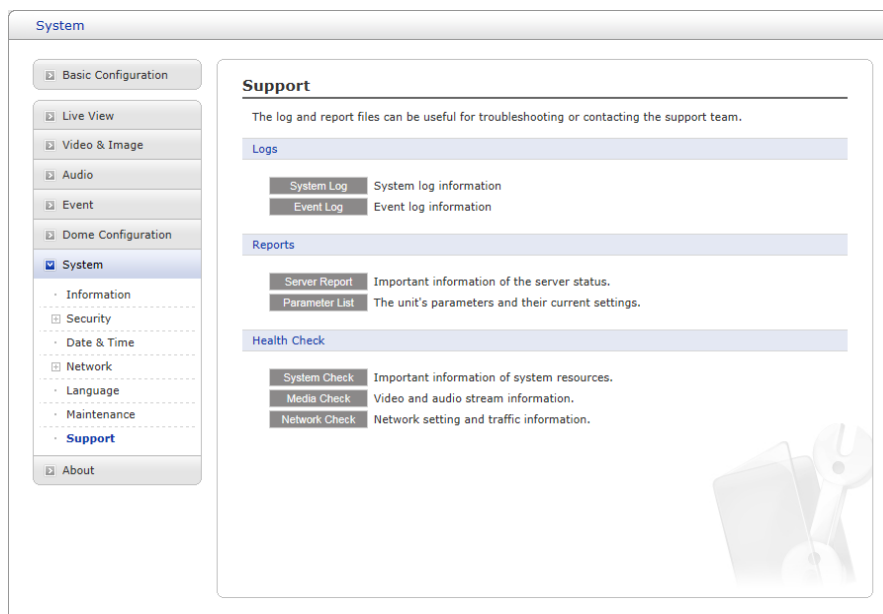 System
Basic Configuration
Live View
Video & Image
Audio
Event
Dome Configuration
System
Information
Security
Date & Time
Network
Language
Maintenance
Support
About
Support
The log and report files can be useful for troubleshooting or contacting the support team.
Logs
System Log System log information
Event Log Event log information
Reports
Server Report Important information of the server status.
Parameter List The unit's parameters and their current settings.
Health Check
System Check Important information of system resources.
Media Check Video and audio stream information.
Network Check Network setting and traffic information.